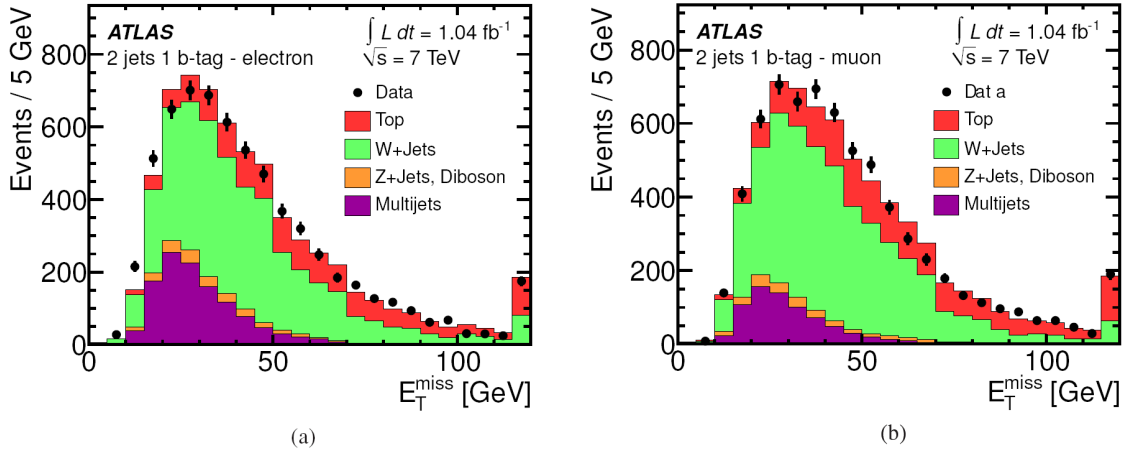 Events / 5 GeV
800
600
400
200
0
ATLAS
2 jets 1 b-tag - electron
∫ L dt = 1.04 fb⁻¹
√s = 7 TeV
Data
Top
W+Jets
Z+Jets, Diboson
Multijets
0 50 100
E_T^miss [GeV]
(a)
Events / 5 GeV
800
600
400
200
0
ATLAS
2 jets 1 b-tag - muon
∫ L dt = 1.04 fb⁻¹
√s = 7 TeV
Dat a
Top
W+Jets
Z+Jets, Diboson
Multijets
0 50 100
E_T^miss [GeV]
(b)